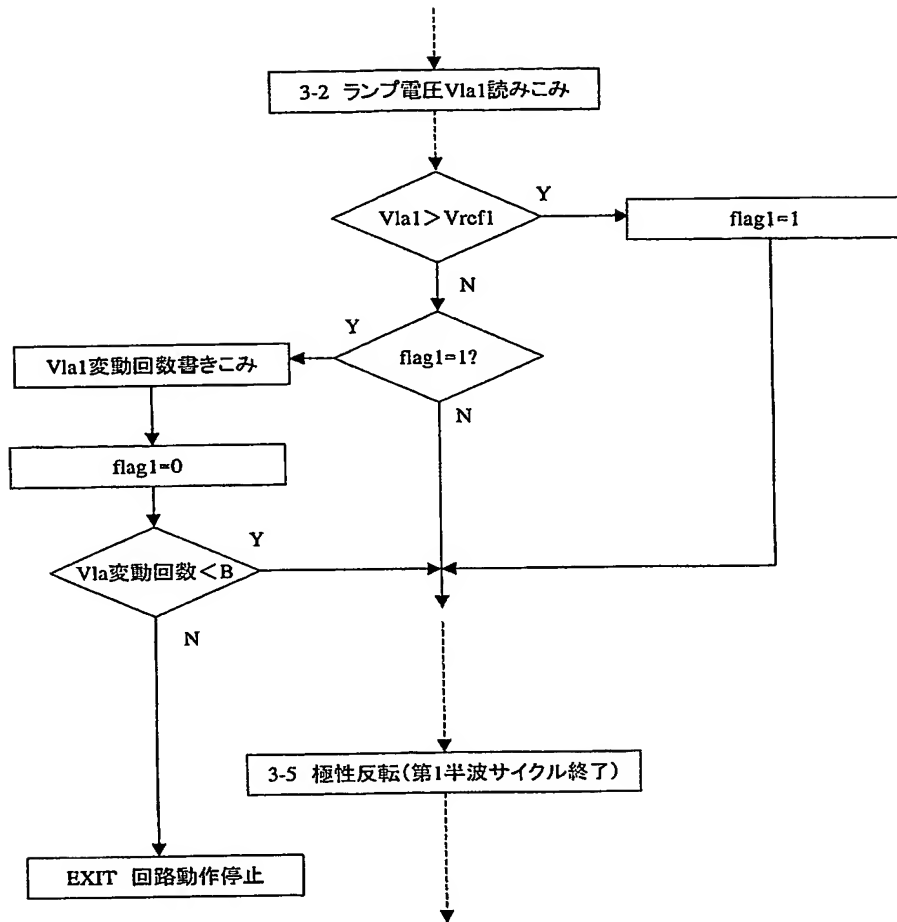 3-2 ランプ電圧Vla1読みこみ
Vla1＞Vref1
Y
flag1=1
N
Y
flag1=1?
Vla1変動回数書きこみ
N
flag1=0
Y
Vla変動回数＜B
N
3-5 極性反転(第1半波サイクル終了)
EXIT 回路動作停止